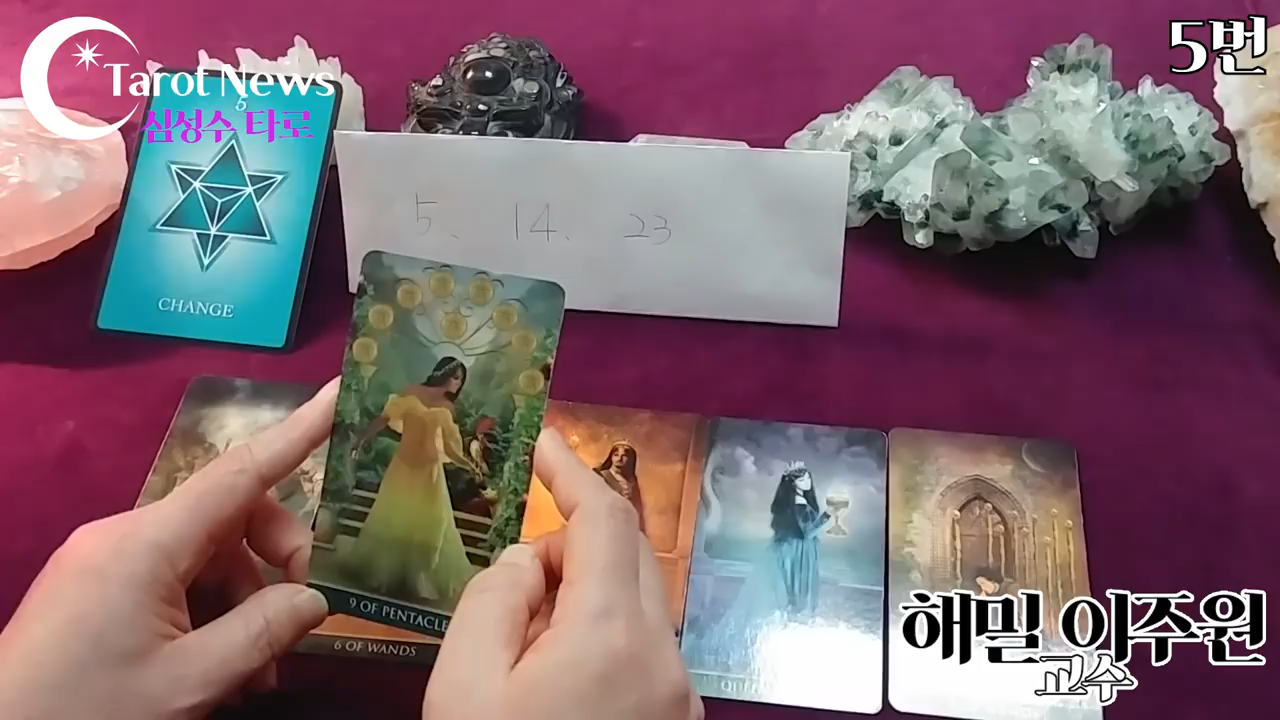 5번
Tarot News
심성수 타로
5
CHANGE
5、 14、 23
9 OF PENTACLE
6 OF WANDS
해밀 이주원
교수